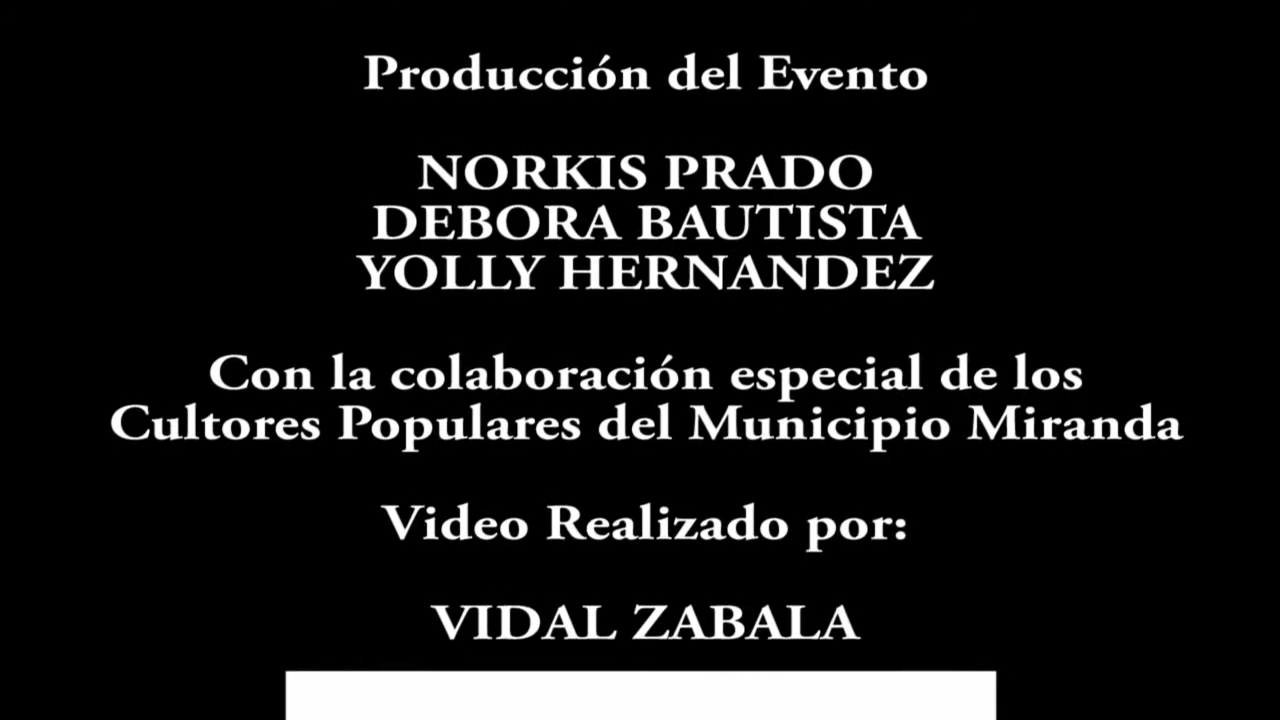 Producción del Evento
NORKIS PRADO
DEBORA BAUTISTA
YOLLY HERNANDEZ
Con la colaboración especial de los
Cultores Populares del Municipio Miranda
Video Realizado por:
VIDAL ZABALA